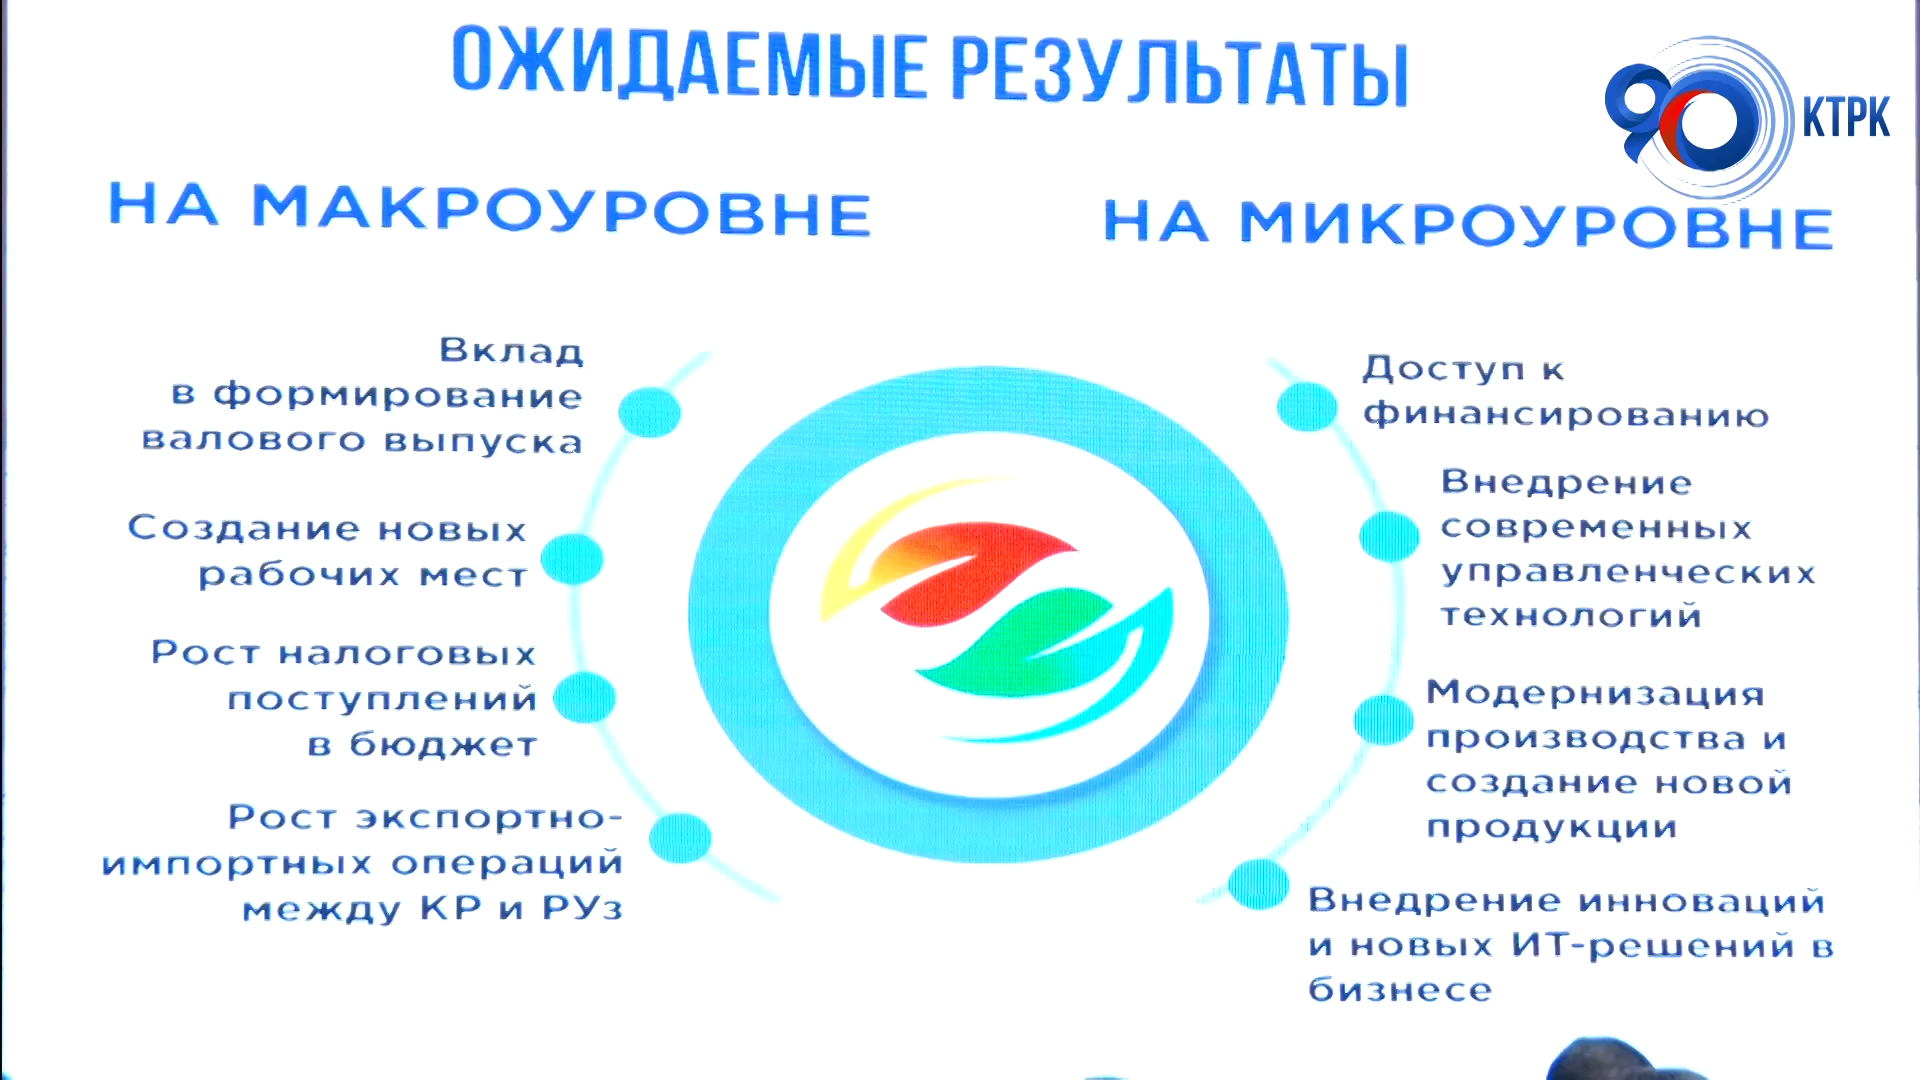 ОЖИДАЕМЫЕ РЕЗУЛЬТАТЫ
90 КТРК
НА МАКРОУРОВНЕ
Вклад
в формирование
валового выпуска
Создание новых
рабочих мест
Рост налоговых
поступлений
в бюджет
Рост экспортно-
импортных операций
между КР и РУз
НА МИКРОУРОВНЕ
Доступ к
финансированию
Внедрение
современных
управленческих
технологий
Модернизация
производства и
создание новой
продукции
Внедрение инноваций
и новых ИТ-решений в
бизнесе